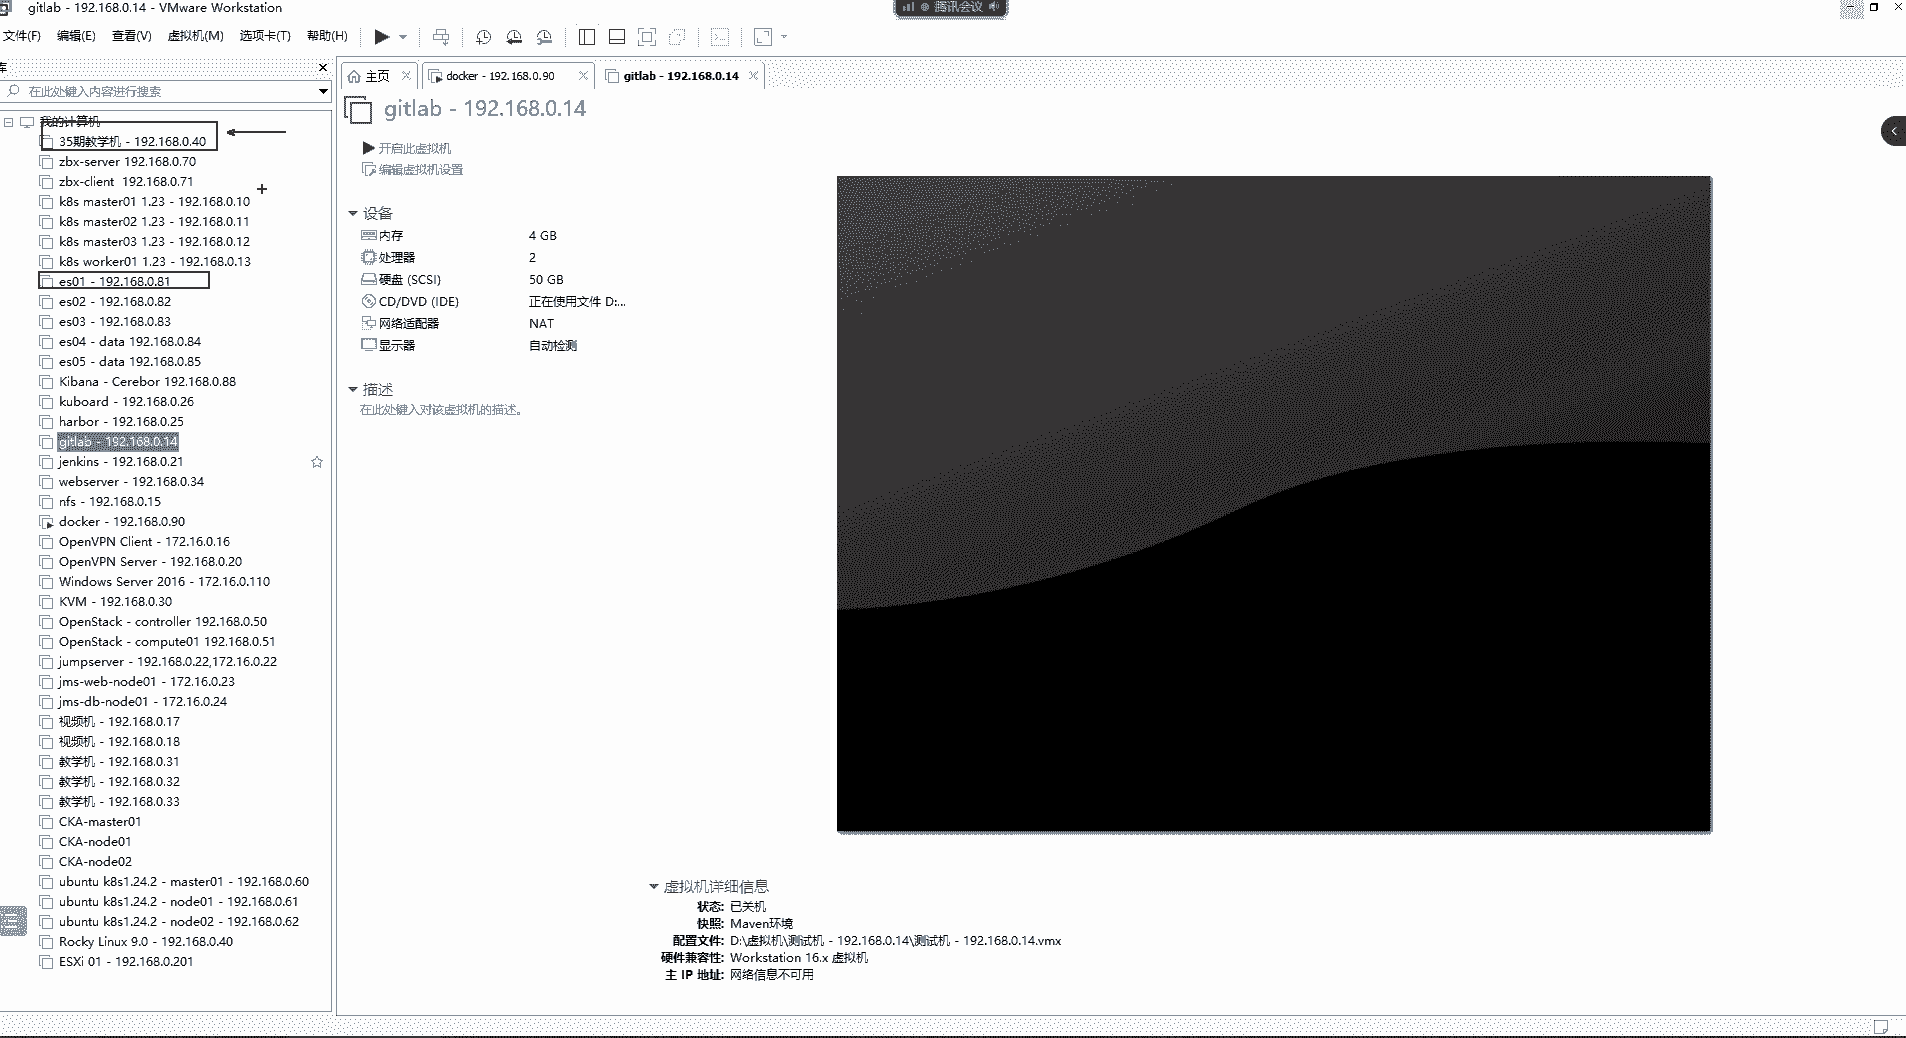 gitlab - 192.168.0.14 - VMware Workstation
腾讯会议
文件(F) 编辑(E) 查看(V) 虚拟机(M) 选项卡(T) 帮助(H)
库
在此处键入内容进行搜索
主页
docker - 192.168.0.90
gitlab - 192.168.0.14
我的计算机
35期教学机 - 192.168.0.40
zbx-server 192.168.0.70
zbx-client 192.168.0.71
k8s master01 1.23 - 192.168.0.10
k8s master02 1.23 - 192.168.0.11
k8s master03 1.23 - 192.168.0.12
k8s worker01 1.23 - 192.168.0.13
es01 - 192.168.0.81
es02 - 192.168.0.82
es03 - 192.168.0.83
es04 - data 192.168.0.84
es05 - data 192.168.0.85
Kibana - Cerebor 192.168.0.88
kuboard - 192.168.0.26
harbor - 192.168.0.25
gitlab - 192.168.0.14
jenkins - 192.168.0.21
webserver - 192.168.0.34
nfs - 192.168.0.15
docker - 192.168.0.90
OpenVPN Client - 172.16.0.16
OpenVPN Server - 192.168.0.20
Windows Server 2016 - 172.16.0.110
KVM - 192.168.0.30
OpenStack - controller 192.168.0.50
OpenStack - compute01 192.168.0.51
jumpserver - 192.168.0.22,172.16.0.22
jms-web-node01 - 172.16.0.23
jms-db-node01 - 172.16.0.24
视频机 - 192.168.0.17
视频机 - 192.168.0.18
教学机 - 192.168.0.31
教学机 - 192.168.0.32
教学机 - 192.168.0.33
CKA-master01
CKA-node01
CKA-node02
ubuntu k8s1.24.2 - master01 - 192.168.0.60
ubuntu k8s1.24.2 - node01 - 192.168.0.61
ubuntu k8s1.24.2 - node02 - 192.168.0.62
Rocky Linux 9.0 - 192.168.0.40
ESXi 01 - 192.168.0.201
gitlab - 192.168.0.14
开启此虚拟机
编辑虚拟机设置
设备
内存 4 GB
处理器 2
硬盘 (SCSI) 50 GB
CD/DVD (IDE) 正在使用文件 D:...
网络适配器 NAT
显示器 自动检测
描述
在此处键入对该虚拟机的描述。
虚拟机详细信息
状态: 已关机
快照: Maven环境
配置文件: D:\虚拟机\测试机 - 192.168.0.14\测试机 - 192.168.0.14.vmx
硬件兼容性: Workstation 16.x 虚拟机
主 IP 地址: 网络信息不可用